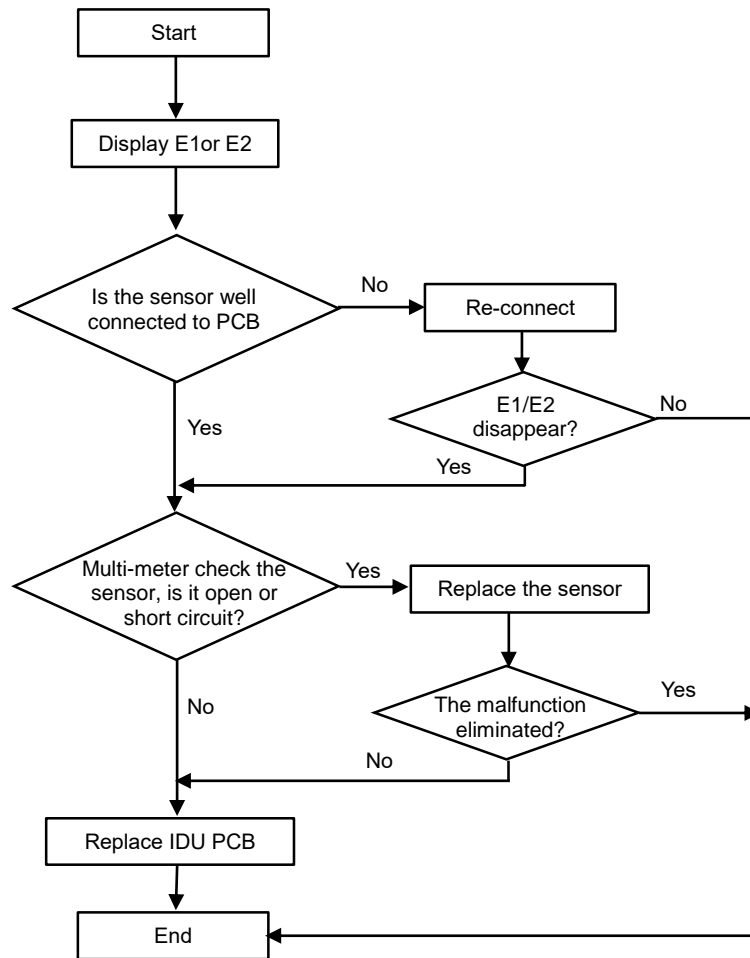 Start
Display E1or E2
Is the sensor well
connected to PCB
No
Re-connect
E1/E2
disappear?
No
Yes
Yes
Multi-meter check the
sensor, is it open or
short circuit?
Yes
Replace the sensor
The malfunction
eliminated?
Yes
No
No
Replace IDU PCB
End